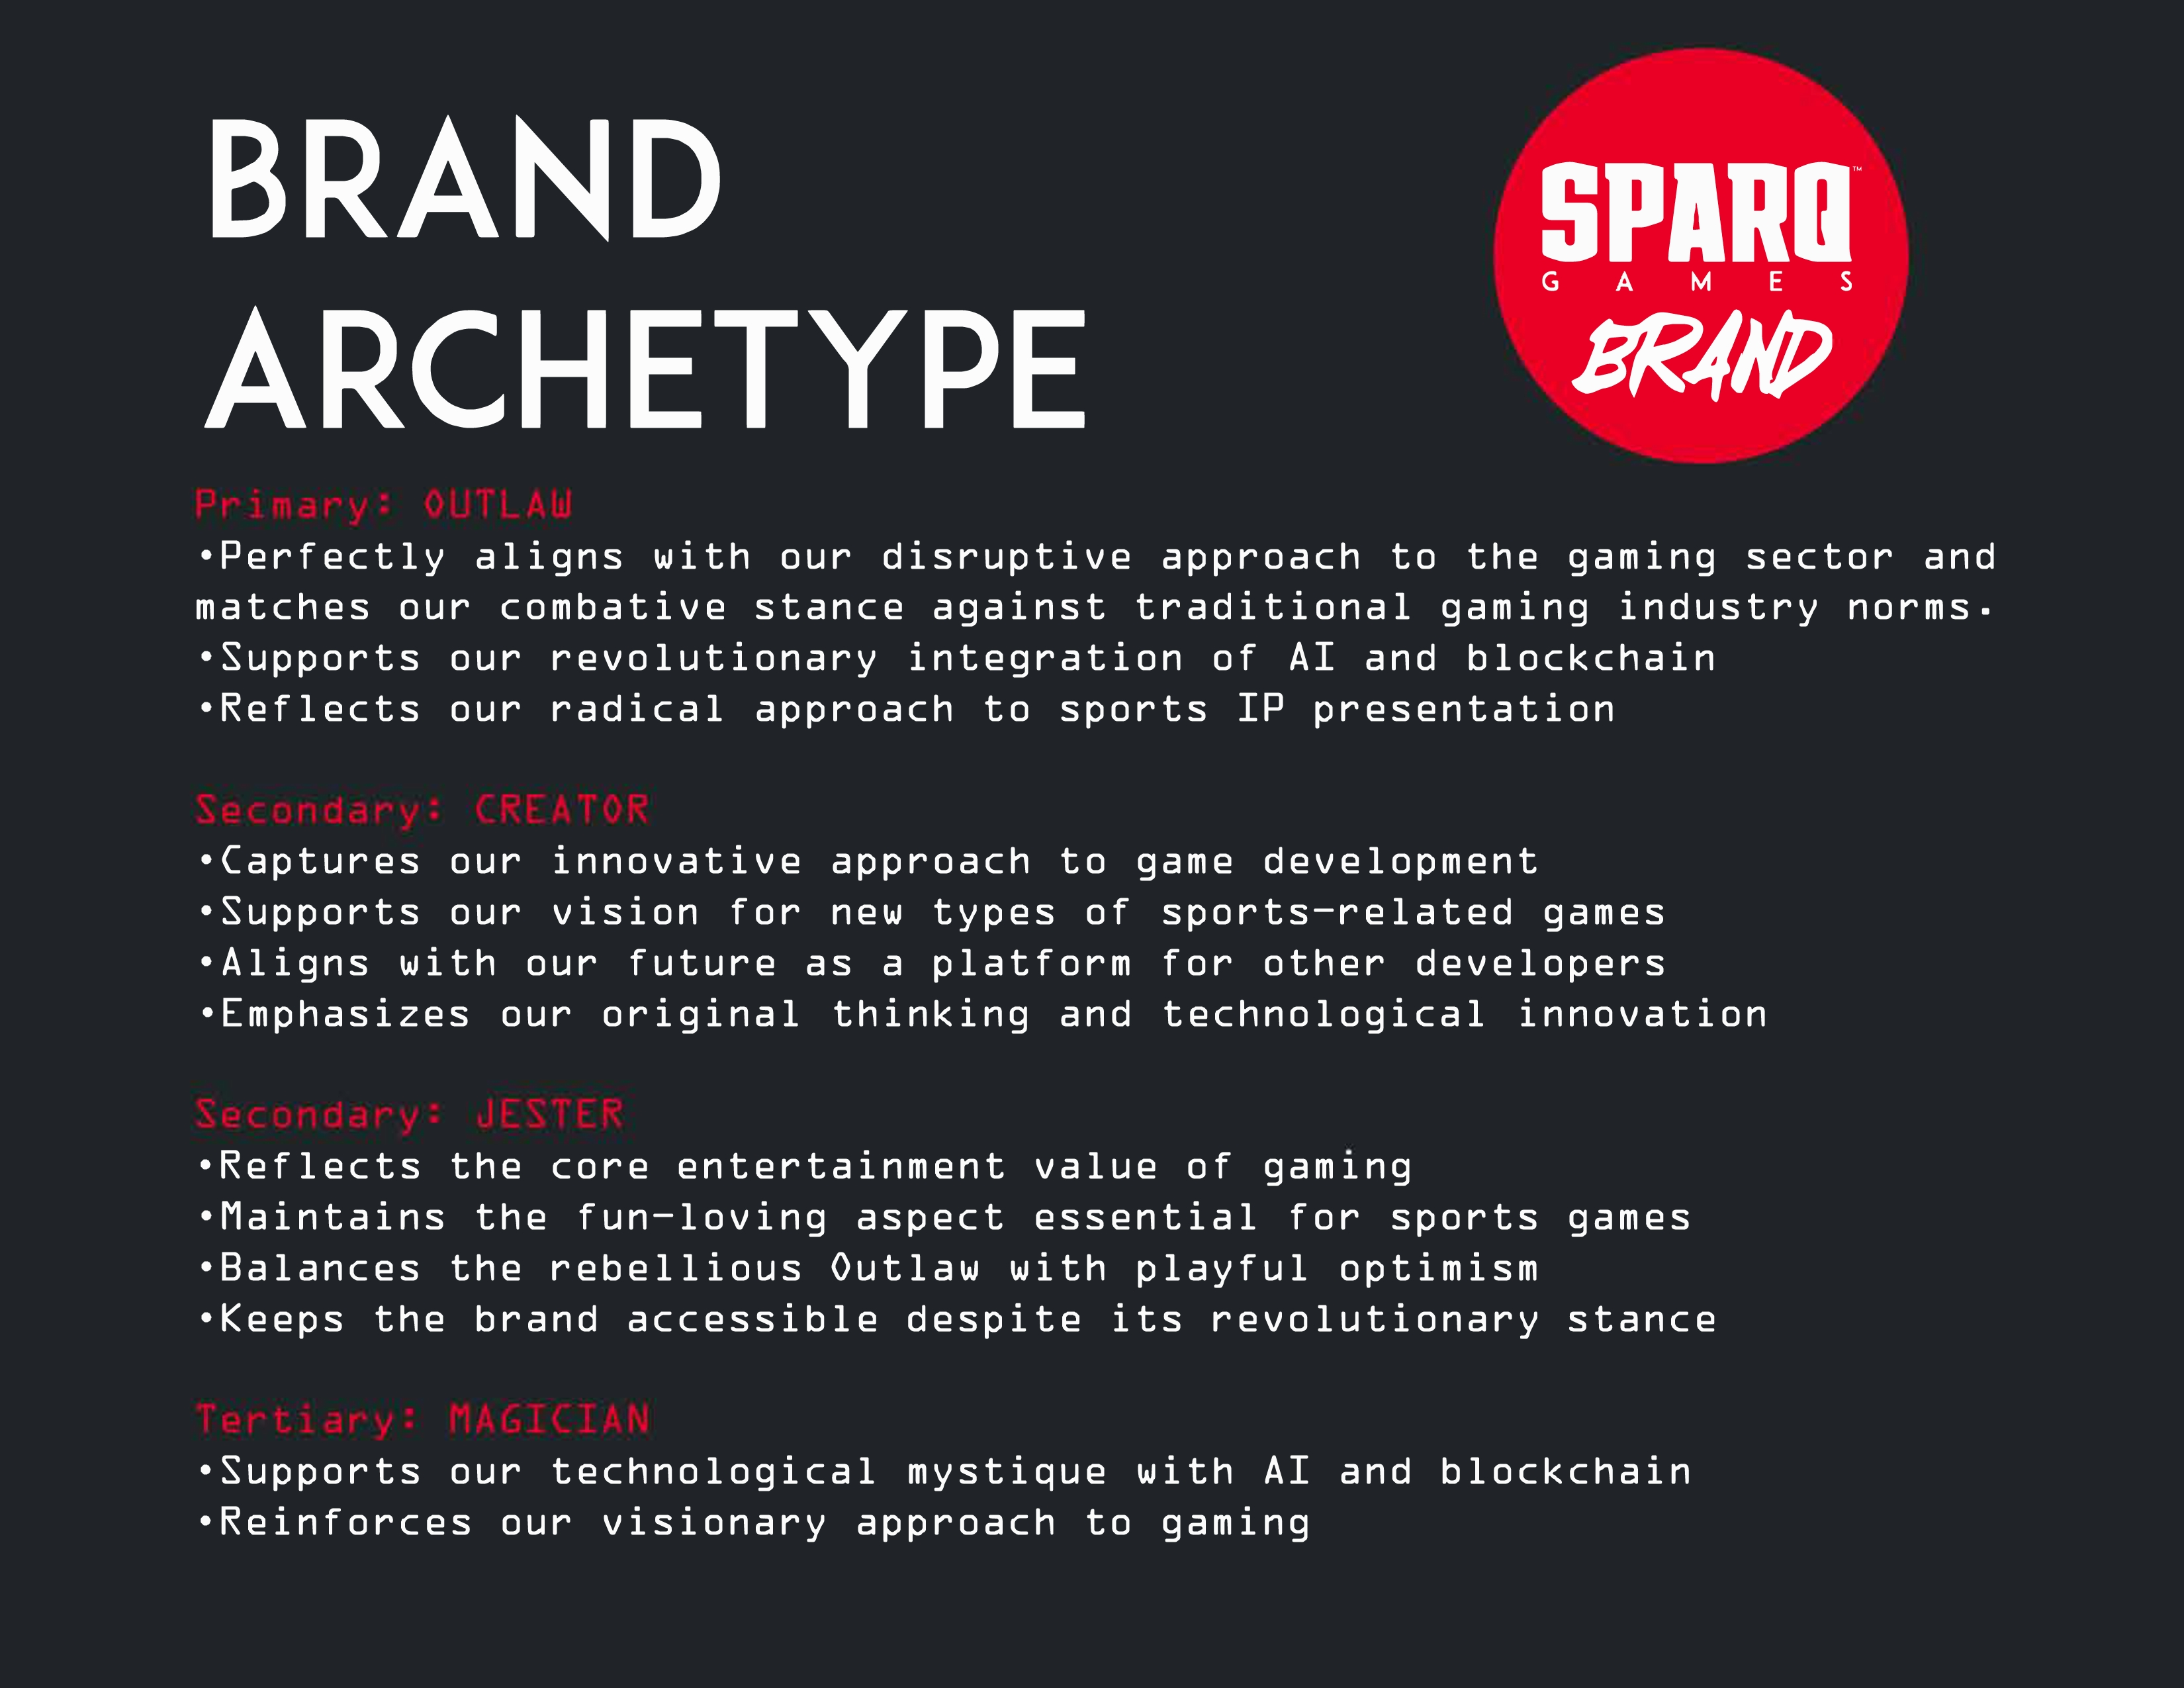 BRAND
ARCHETYPE
SPARQ™
GAMES
BRAND
Primary: OUTLAW
•Perfectly aligns with our disruptive approach to the gaming sector and
matches our combative stance against traditional gaming industry norms.
•Supports our revolutionary integration of AI and blockchain
•Reflects our radical approach to sports IP presentation
Secondary: CREATOR
•Captures our innovative approach to game development
•Supports our vision for new types of sports-related games
•Aligns with our future as a platform for other developers
•Emphasizes our original thinking and technological innovation
Secondary: JESTER
•Reflects the core entertainment value of gaming
•Maintains the fun-loving aspect essential for sports games
•Balances the rebellious Outlaw with playful optimism
•Keeps the brand accessible despite its revolutionary stance
Tertiary: MAGICIAN
•Supports our technological mystique with AI and blockchain
•Reinforces our visionary approach to gaming